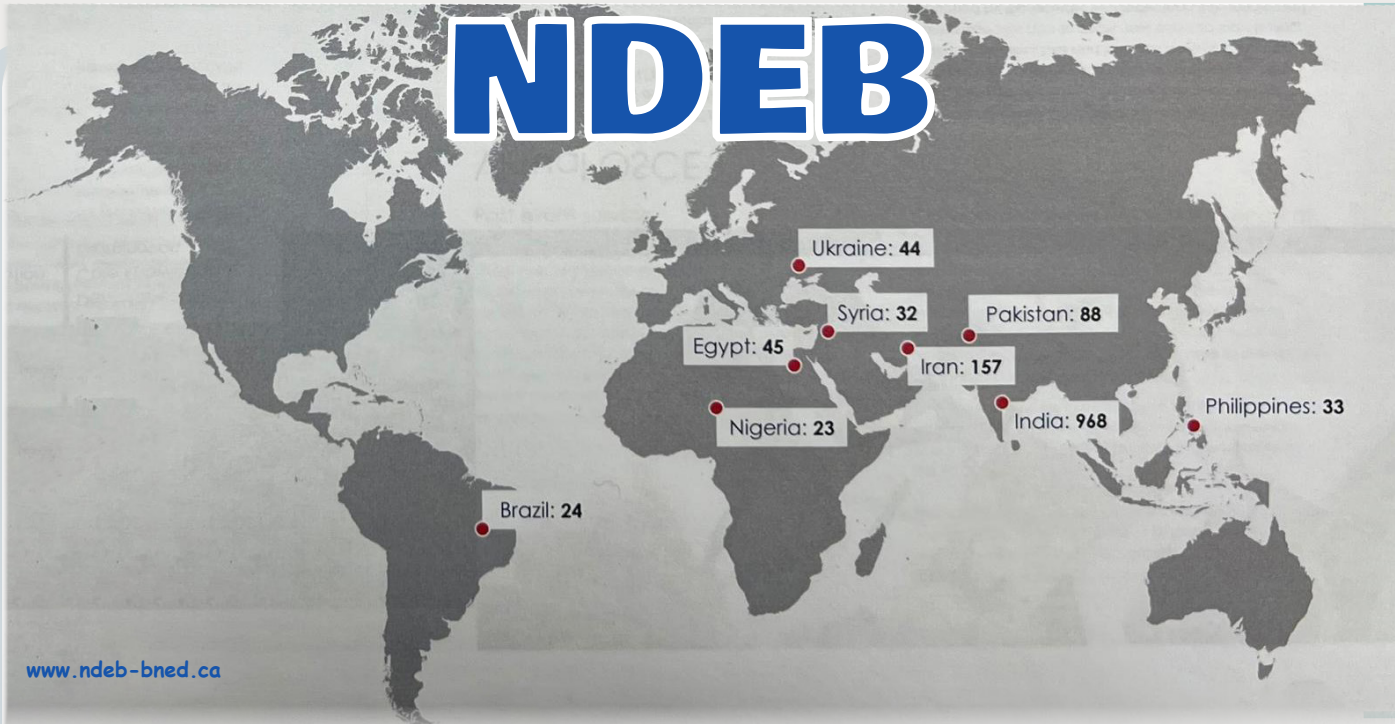 NDEB
Ukraine: 44
Syria: 32
Pakistan: 88
Egypt: 45
Iran: 157
Philippines: 33
India: 968
Nigeria: 23
Brazil: 24
www.ndeb-bned.ca